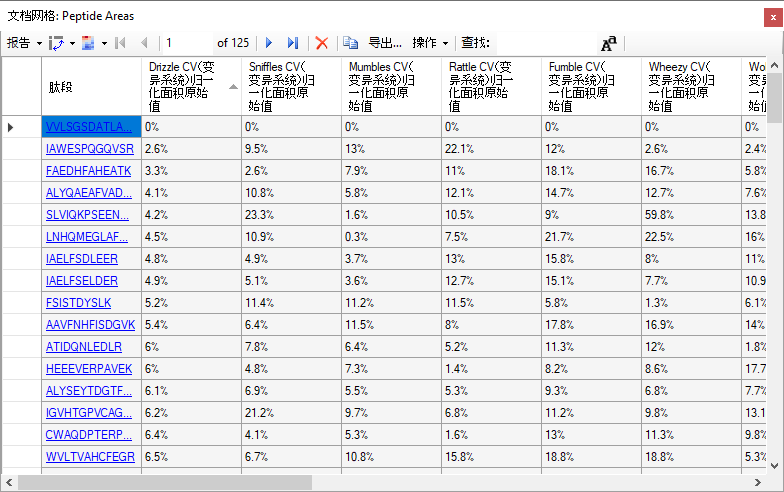 文档网格: Peptide Areas
报告 1 of 125 导出... 操作 查找:
肽段 Drizzle CV(变异系统)归一化面积原始值 Sniffles CV(变异系统)归一化面积原始值 Mumbles CV(变异系统)归一化面积原始值 Rattle CV(变异系统)归一化面积原始值 Fumble CV(变异系统)归一化面积原始值 Wheezy CV(变异系统)归一化面积原始值
VVLSGSDATLA... 0% 0% 0% 0% 0% 0% 0%
IAWESPQGQVSR 2.6% 9.5% 13% 22.1% 12% 2.6% 2.4%
FAEDHFAHEATK 3.3% 2.6% 7.9% 11% 18.1% 16.7% 5.8%
ALYQAEAFVAD... 4.1% 10.8% 5.8% 12.1% 14.7% 12.7% 7.6%
SLVIQKPSEEN... 4.2% 23.3% 1.6% 10.5% 9% 59.8% 13.8
LNHQMEGLAF... 4.5% 10.9% 0.3% 7.5% 21.7% 22.5% 16%
IAELFSDLEER 4.8% 4.9% 3.7% 13% 15.8% 8% 11%
IAELFSELDER 4.9% 5.1% 3.6% 12.7% 15.1% 7.7% 10.9
FSISTDYSLK 5.2% 11.4% 11.2% 11.5% 5.8% 1.3% 6.1%
AAVFNHFISDGVK 5.4% 6.4% 11.5% 8% 17.8% 16.9% 14%
ATIDQNLEDLR 6% 7.8% 6.4% 5.2% 11.3% 12% 1.8%
HEEEVERPAVEK 6% 4.8% 7.3% 1.4% 8.2% 8.6% 17.7
ALYSEYTDGTF... 6.1% 6.9% 5.5% 5.3% 9.3% 6.8% 7.7%
IGVHTGPVCAG... 6.2% 21.2% 9.7% 6.8% 11.2% 9.8% 13.1
CWAQDPTERP... 6.4% 4.1% 5.3% 1.6% 13% 11.3% 9.8%
WVLTVAHCFEGR 6.5% 6.7% 10.8% 15.8% 18.8% 18.8% 5.3%